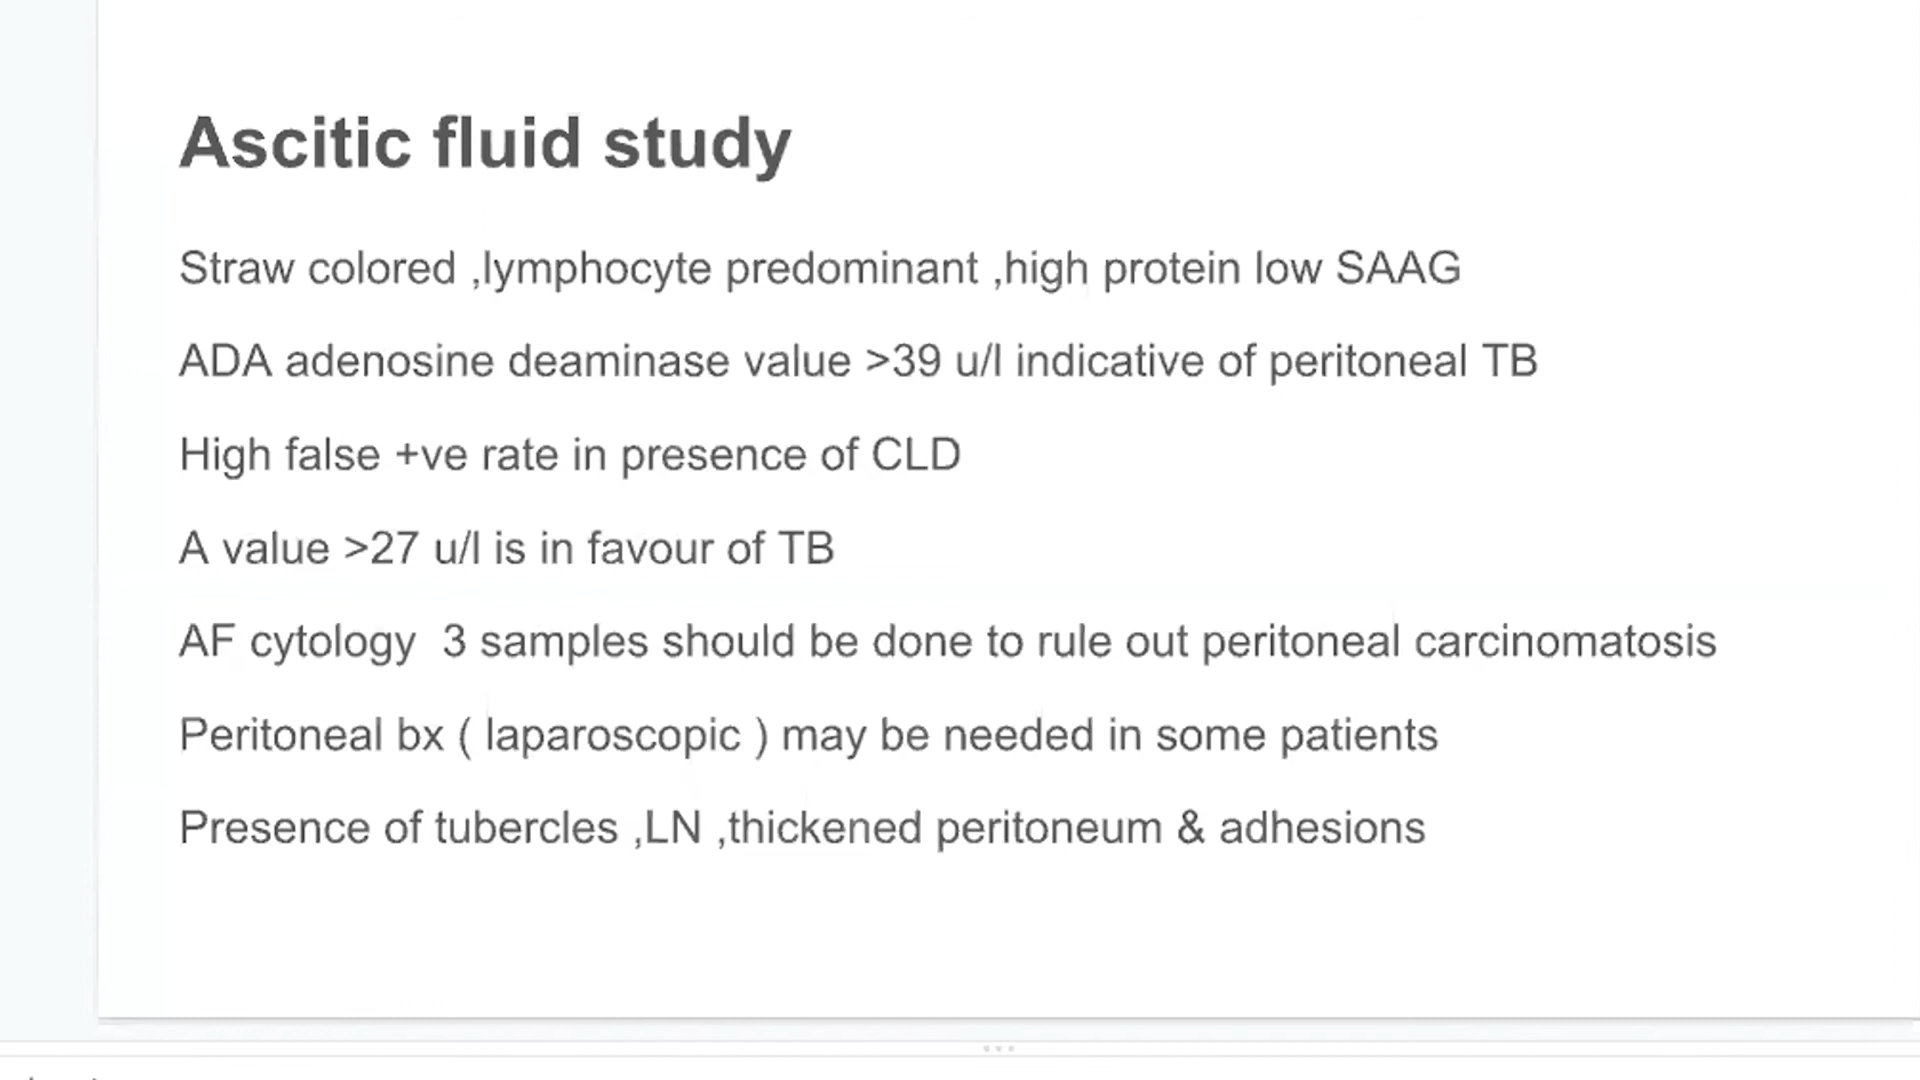 Ascitic fluid study
Straw colored ,lymphocyte predominant ,high protein low SAAG
ADA adenosine deaminase value >39 u/l indicative of peritoneal TB
High false +ve rate in presence of CLD
A value >27 u/l is in favour of TB
AF cytology  3 samples should be done to rule out peritoneal carcinomatosis
Peritoneal bx ( laparoscopic ) may be needed in some patients
Presence of tubercles ,LN ,thickened peritoneum & adhesions